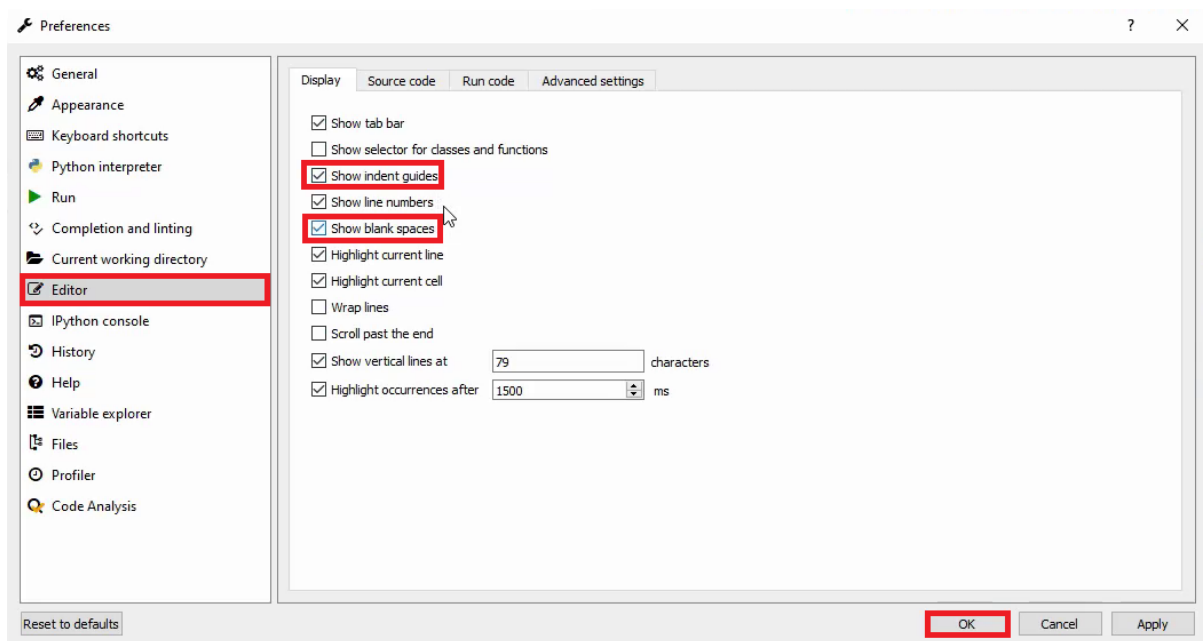 Preferences
?
General
Appearance
Keyboard shortcuts
Python interpreter
Run
Completion and linting
Current working directory
Editor
IPython console
History
Help
Variable explorer
Files
Profiler
Code Analysis
Display Source code Run code Advanced settings
Show tab bar
Show selector for classes and functions
Show indent guides
Show line numbers
Show blank spaces
Highlight current line
Highlight current cell
Wrap lines
Scroll past the end
Show vertical lines at 79 characters
Highlight occurrences after 1500 ms
Reset to defaults OK Cancel Apply